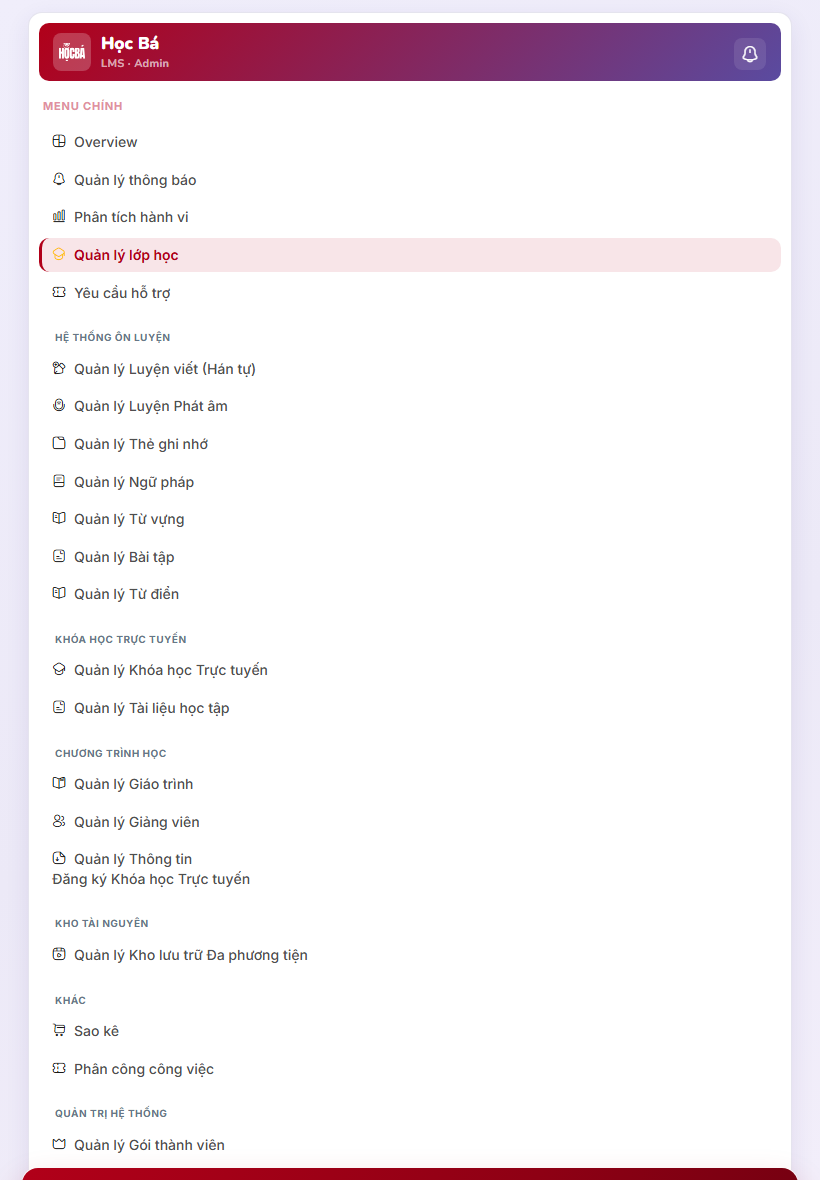 HỌCBÁ
Học Bá
LMS · Admin
MENU CHÍNH
Overview
Quản lý thông báo
Phân tích hành vi
Quản lý lớp học
Yêu cầu hỗ trợ
HỆ THỐNG ÔN LUYỆN
Quản lý Luyện viết (Hán tự)
Quản lý Luyện Phát âm
Quản lý Thẻ ghi nhớ
Quản lý Ngữ pháp
Quản lý Từ vựng
Quản lý Bài tập
Quản lý Từ điển
KHÓA HỌC TRỰC TUYẾN
Quản lý Khóa học Trực tuyến
Quản lý Tài liệu học tập
CHƯƠNG TRÌNH HỌC
Quản lý Giáo trình
Quản lý Giảng viên
Quản lý Thông tin
Đăng ký Khóa học Trực tuyến
KHO TÀI NGUYÊN
Quản lý Kho lưu trữ Đa phương tiện
KHÁC
Sao kê
Phân công công việc
QUẢN TRỊ HỆ THỐNG
Quản lý Gói thành viên